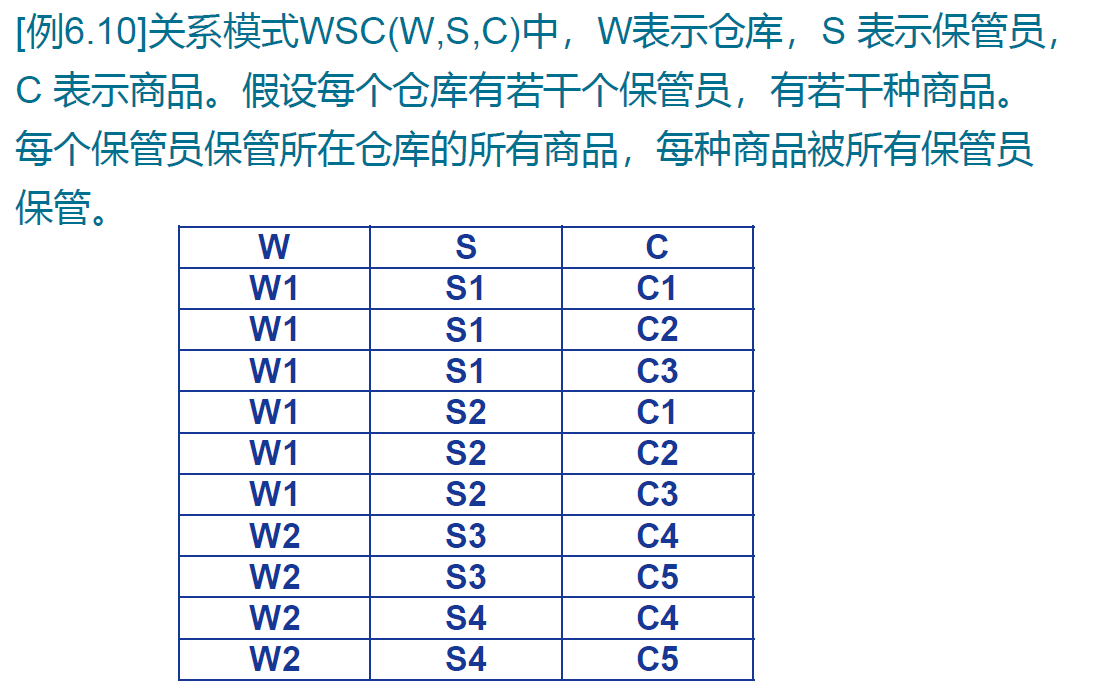 [例6.10]关系模式WSC(W,S,C)中，W表示仓库，S 表示保管员，
C 表示商品。假设每个仓库有若干个保管员，有若干种商品。
每个保管员保管所在仓库的所有商品，每种商品被所有保管员
保管。
W S C
W1 S1 C1
W1 S1 C2
W1 S1 C3
W1 S2 C1
W1 S2 C2
W1 S2 C3
W2 S3 C4
W2 S3 C5
W2 S4 C4
W2 S4 C5